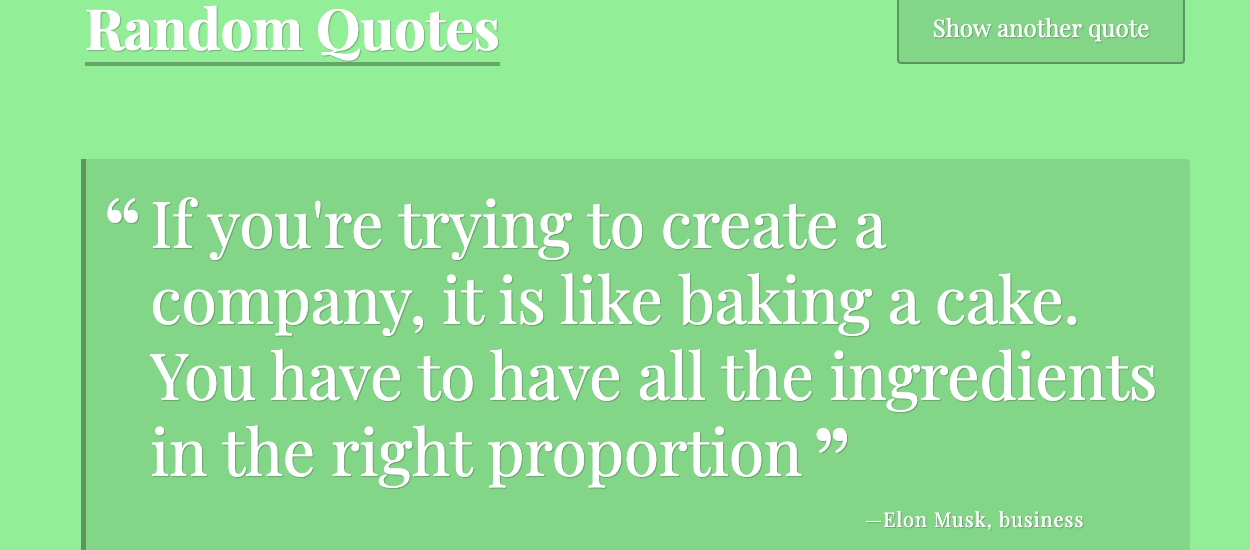 Random Quotes
Show another quote
“ If you're trying to create a
company, it is like baking a cake.
You have to have all the ingredients
in the right proportion ”
—Elon Musk, business